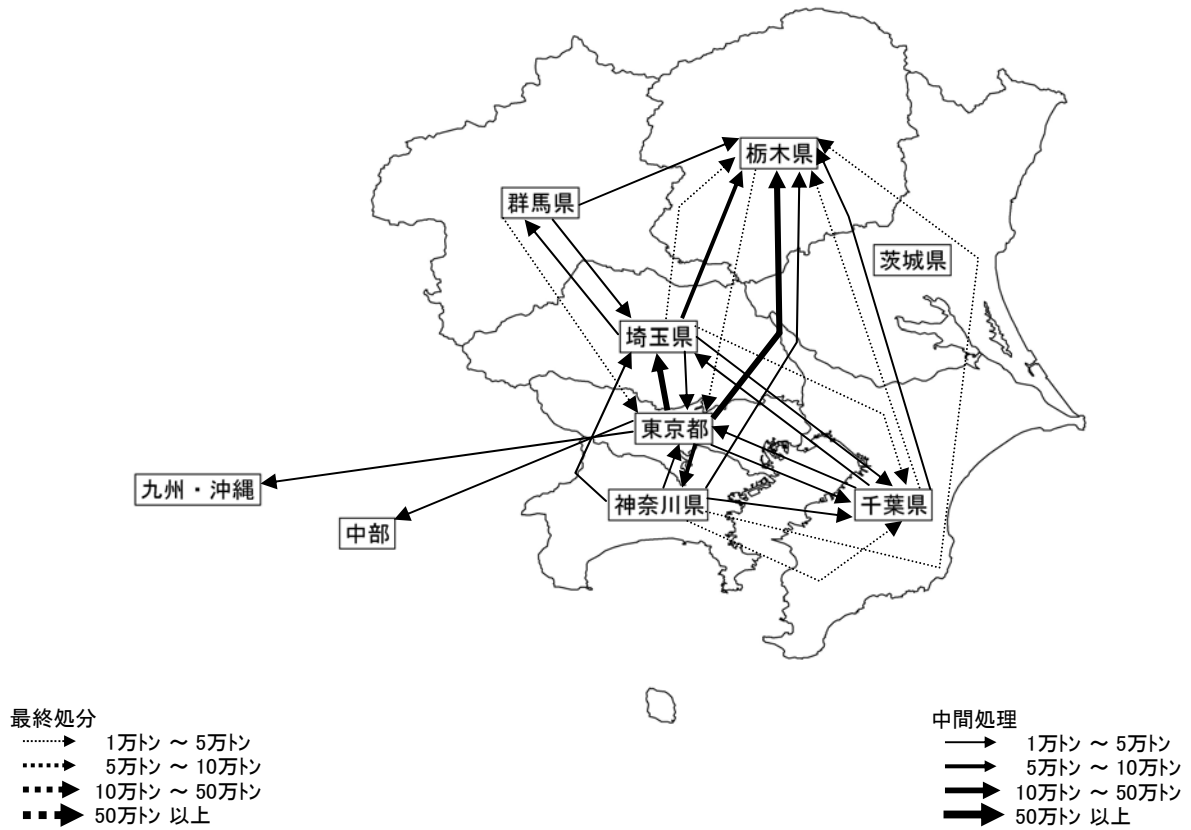 栃木県
群馬県
茨城県
埼玉県
東京都
九州・沖縄
神奈川県
千葉県
中部
最終処分
1万トン ~ 5万トン
5万トン ~ 10万トン
10万トン ~ 50万トン
50万トン 以上
中間処理
1万トン ~ 5万トン
5万トン ~ 10万トン
10万トン ~ 50万トン
50万トン 以上